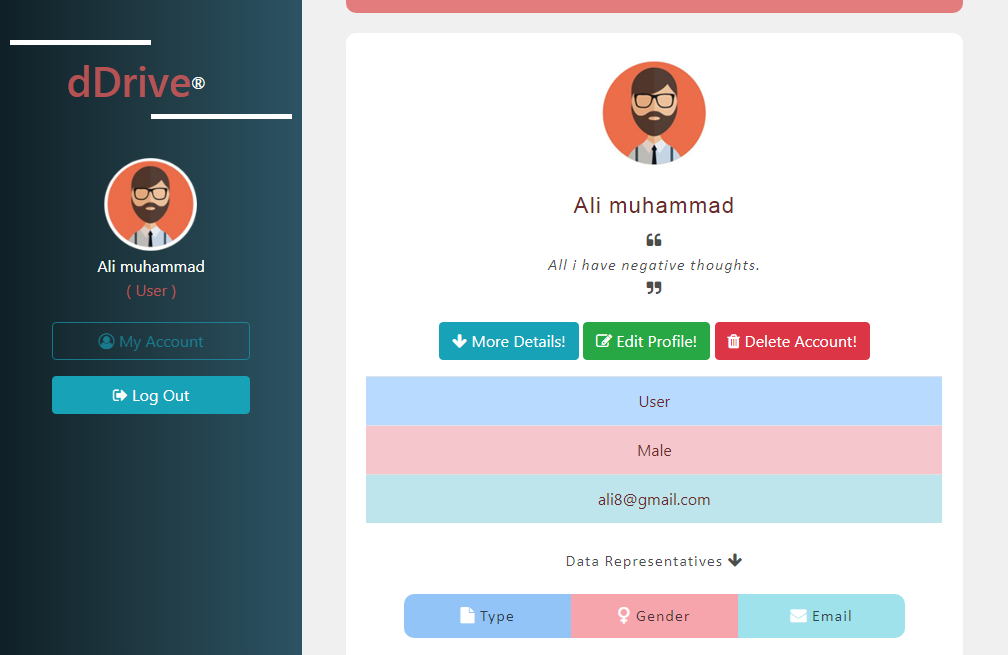 dDrive®
Ali muhammad
( User )
My Account
Log Out
Ali muhammad
❝
All i have negative thoughts.
❞
More Details! Edit Profile! Delete Account!
User
Male
ali8@gmail.com
Data Representatives
Type Gender Email